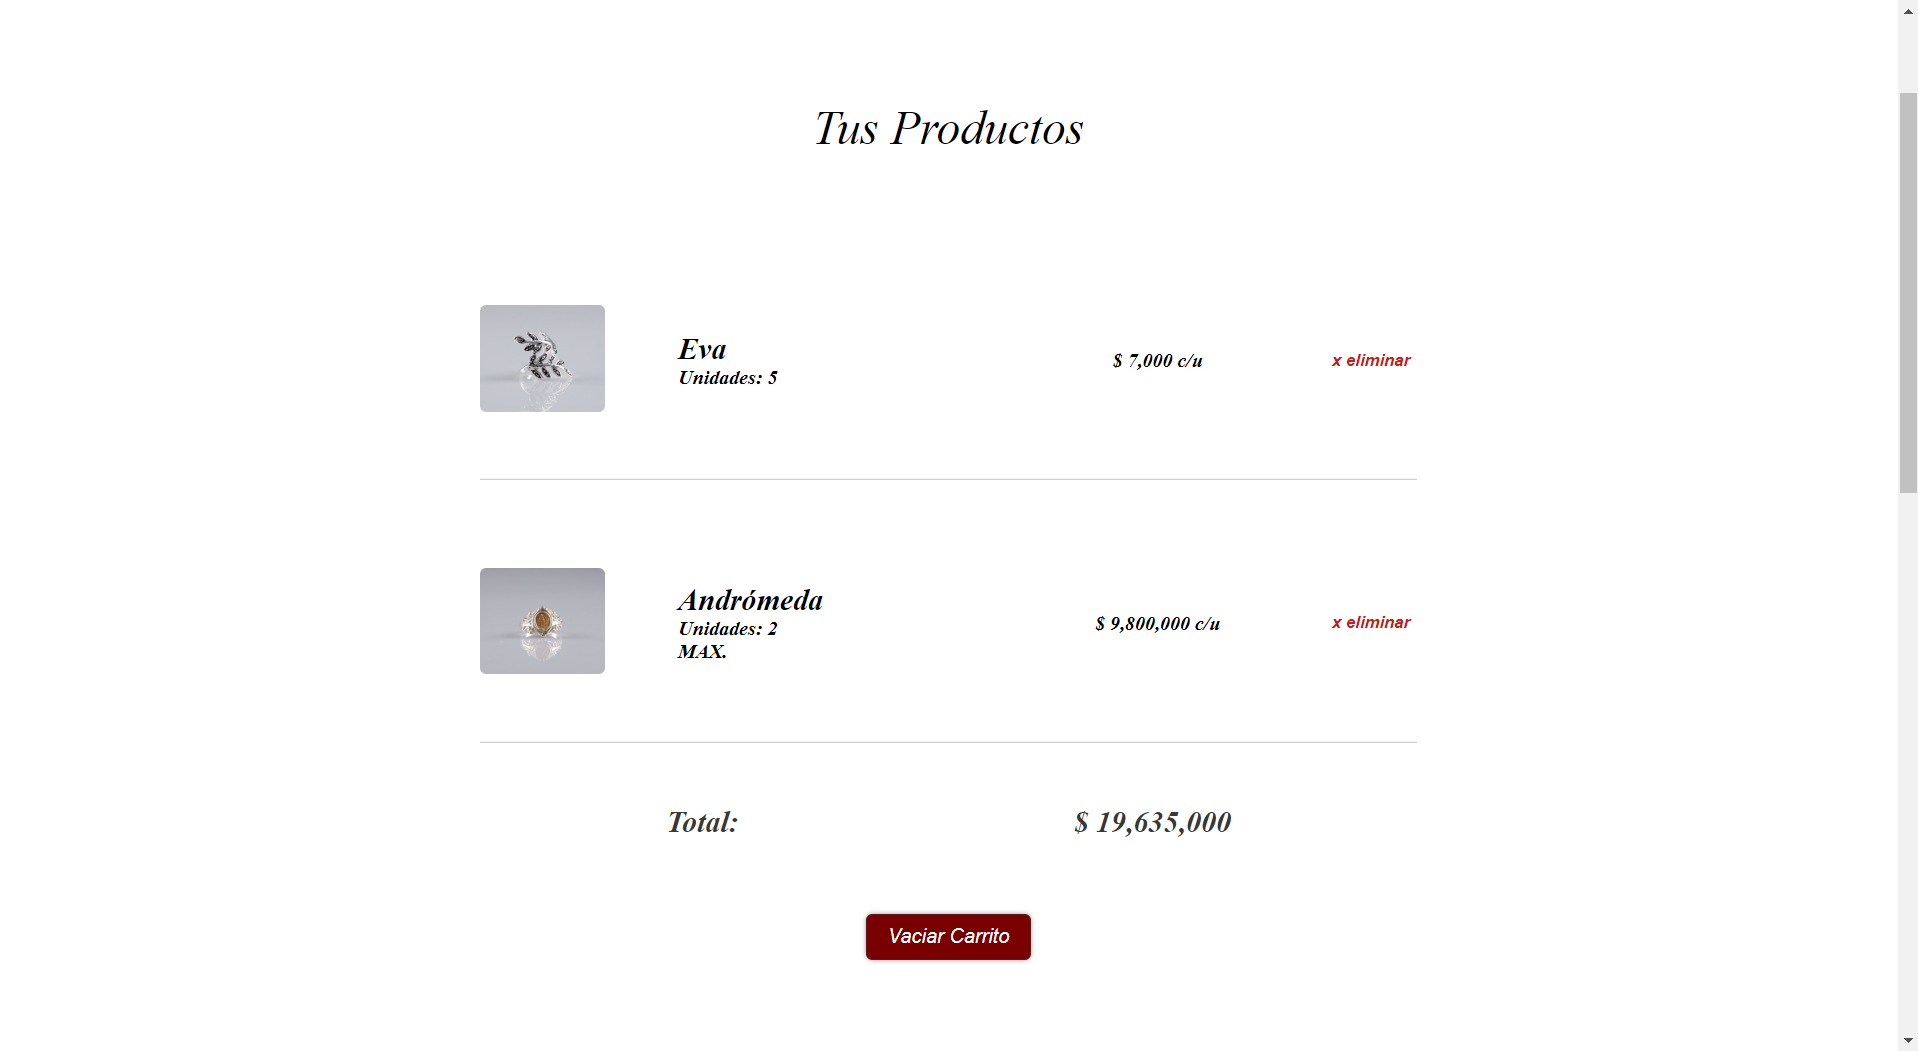 Tus Productos
Eva
Unidades: 5
$ 7,000 c/u
x eliminar
Andrómeda
Unidades: 2
MAX.
$ 9,800,000 c/u
x eliminar
Total:
$ 19,635,000
Vaciar Carrito